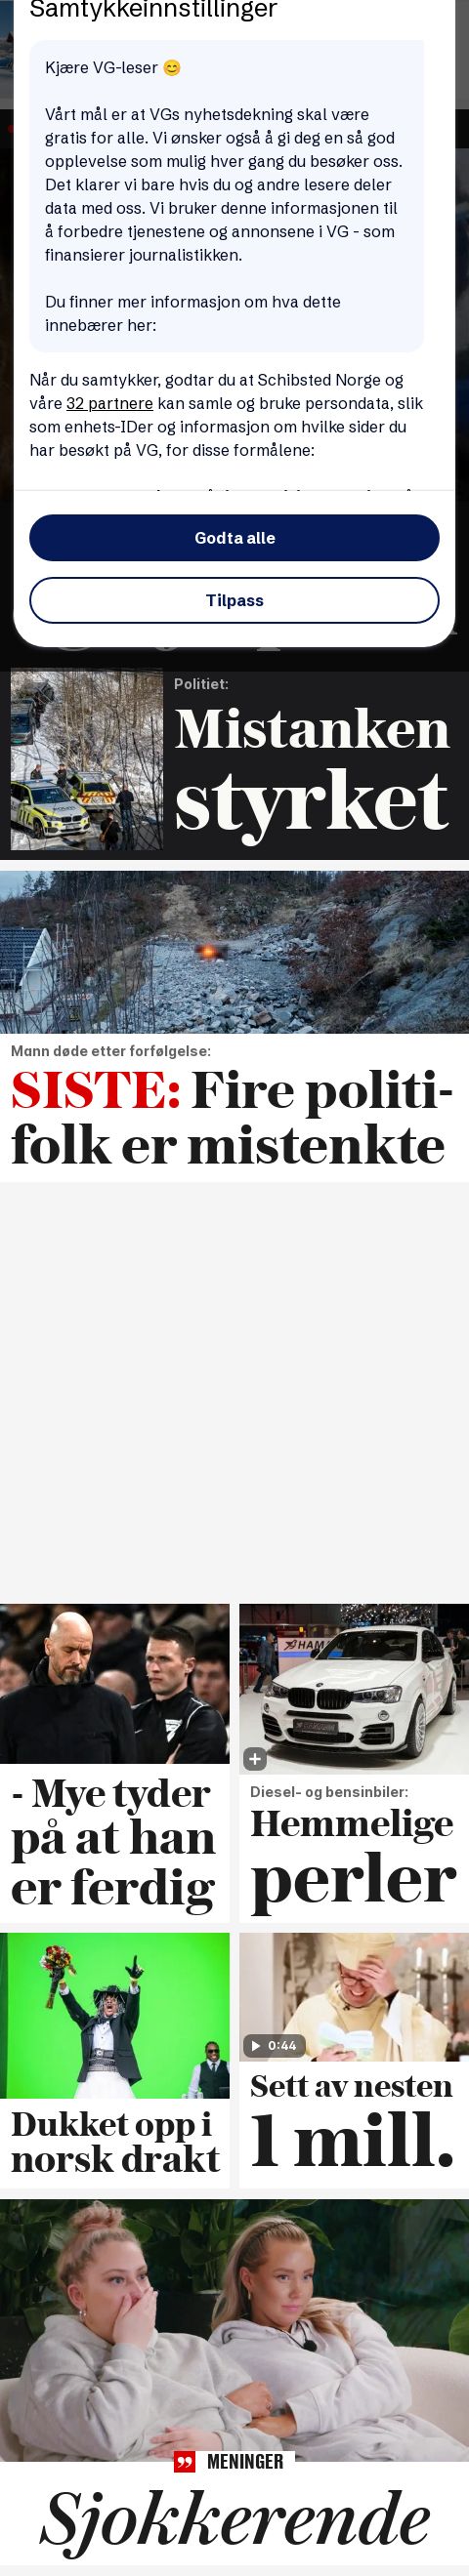 Samtykkeinnstillinger
Kjære VG-leser 😊
Vårt mål er at VGs nyhetsdekning skal være
gratis for alle. Vi ønsker også å gi deg en så god
opplevelse som mulig hver gang du besøker oss.
Det klarer vi bare hvis du og andre lesere deler
data med oss. Vi bruker denne informasjonen til
å forbedre tjenestene og annonsene i VG - som
finansierer journalistikken.
Du finner mer informasjon om hva dette
innebærer her:
Når du samtykker, godtar du at Schibsted Norge og
våre 32 partnere kan samle og bruke persondata, slik
som enhets-IDer og informasjon om hvilke sider du
har besøkt på VG, for disse formålene:
Godta alle
Tilpass
Politiet:
Mistanken
styrket
Mann døde etter forfølgelse:
SISTE: Fire politi-
folk er mistenkte
- Mye tyder
på at han
er ferdig
Diesel- og bensinbiler:
Hemmelige
perler
Dukket opp i
norsk drakt
0:44
Sett av nesten
1 mill.
MENINGER
Sjokkerende